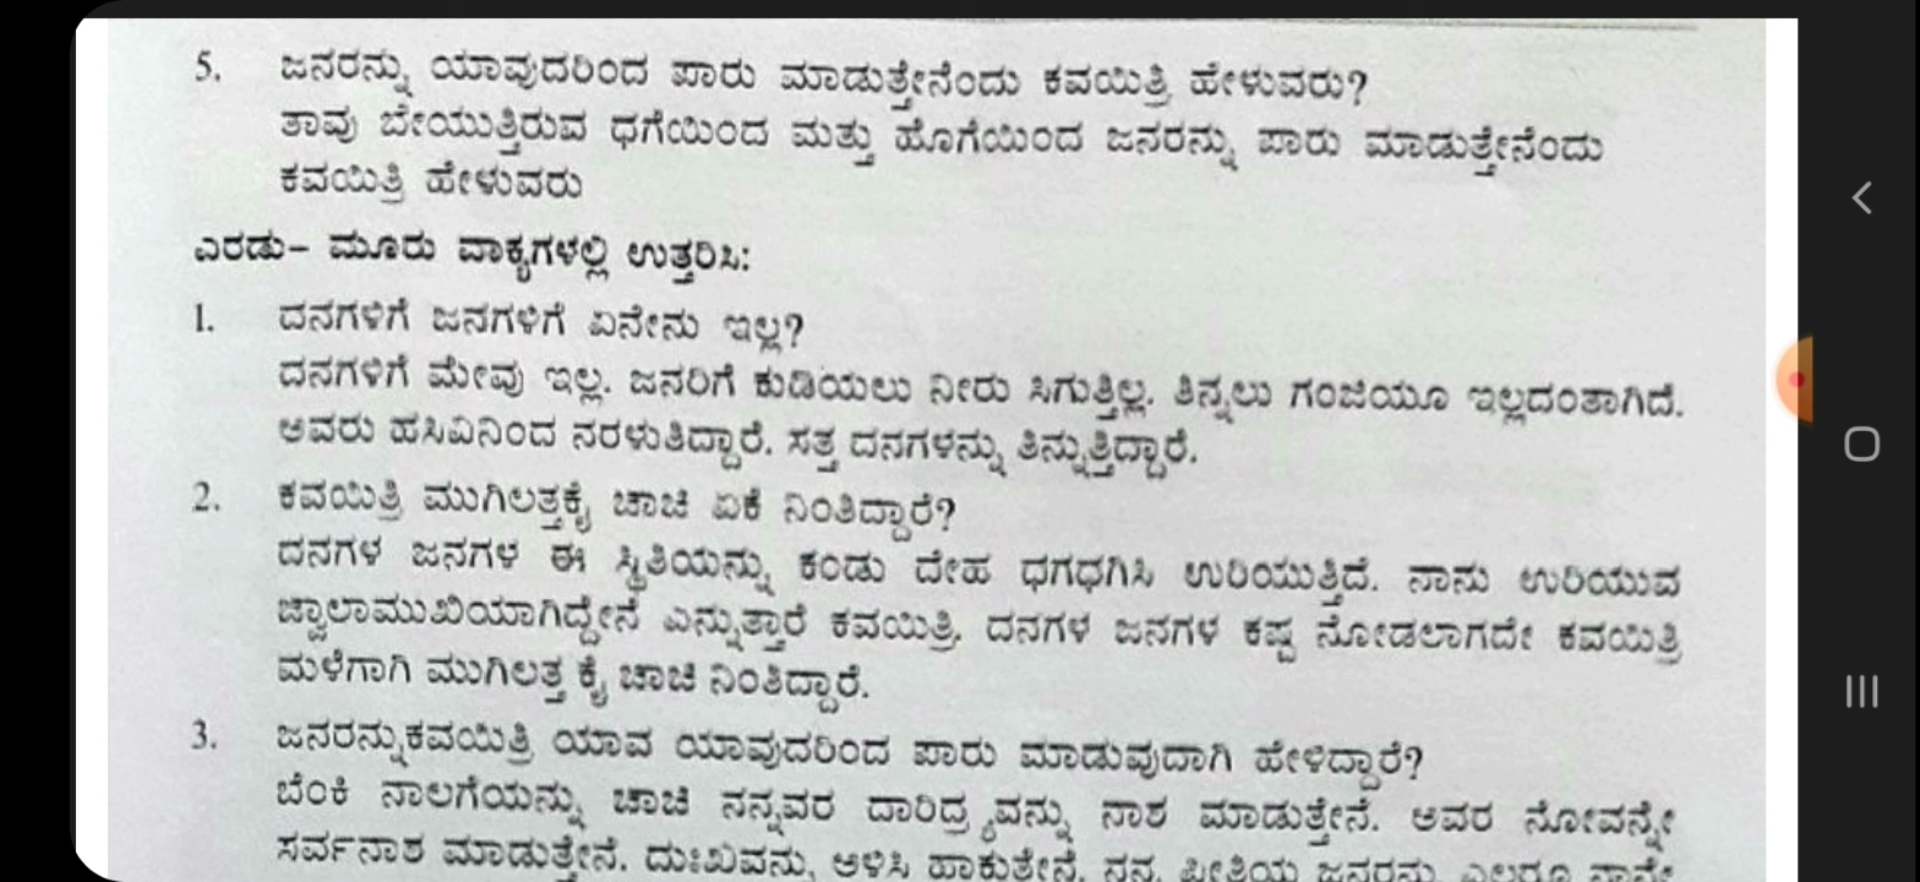 5. ಜನರನ್ನು ಯಾವುದರಿಂದ ಪಾರು ಮಾಡುತ್ತೇನೆಂದು ಕವಯಿತ್ರಿ ಹೇಳುವರು?
ತಾವು ಬೇಯುತ್ತಿರುವ ಧಗೆಯಿಂದ ಮತ್ತು ಹೊಗೆಯಿಂದ ಜನರನ್ನು ಪಾರು ಮಾಡುತ್ತೇನೆಂದು
ಕವಯಿತ್ರಿ ಹೇಳುವರು
ಎರಡು– ಮೂರು ವಾಕ್ಯಗಳಲ್ಲಿ ಉತ್ತರಿಸಿ:
1. ದನಗಳಿಗೆ ಜನಗಳಿಗೆ ಏನೇನು ಇಲ್ಲ?
ದನಗಳಿಗೆ ಮೇವು ಇಲ್ಲ. ಜನರಿಗೆ ಕುಡಿಯಲು ನೀರು ಸಿಗುತ್ತಿಲ್ಲ. ತಿನ್ನಲು ಗಂಜಿಯೂ ಇಲ್ಲದಂತಾಗಿದೆ.
ಅವರು ಹಸಿವಿನಿಂದ ನರಳುತಿದ್ದಾರೆ. ಸತ್ತ ದನಗಳನ್ನು ತಿನ್ನುತ್ತಿದ್ದಾರೆ.
2. ಕವಯಿತ್ರಿ ಮುಗಿಲತ್ತಕೈ ಚಾಚಿ ಏಕೆ ನಿಂತಿದ್ದಾರೆ?
ದನಗಳ ಜನಗಳ ಈ ಸ್ಥಿತಿಯನ್ನು ಕಂಡು ದೇಹ ಧಗಧಗಿಸಿ ಉರಿಯುತ್ತಿದೆ. ನಾನು ಉರಿಯುವ
ಜ್ವಾಲಾಮುಖಿಯಾಗಿದ್ದೇನೆ ಎನ್ನುತ್ತಾರೆ ಕವಯಿತ್ರಿ. ದನಗಳ ಜನಗಳ ಕಷ್ಟ ನೋಡಲಾಗದೇ ಕವಯಿತ್ರಿ
ಮಳೆಗಾಗಿ ಮುಗಿಲತ್ತ ಕೈ ಚಾಚಿ ನಿಂತಿದ್ದಾರೆ.
3. ಜನರನ್ನುಕವಯಿತ್ರಿ ಯಾವ ಯಾವುದರಿಂದ ಪಾರು ಮಾಡುವುದಾಗಿ ಹೇಳಿದ್ದಾರೆ?
ಬೆಂಕಿ ನಾಲಗೆಯನ್ನು ಚಾಚಿ ನನ್ನವರ ದಾರಿದ್ರ್ಯವನ್ನು ನಾಶ ಮಾಡುತ್ತೇನೆ. ಅವರ ನೋವನ್ನೇ
ಸರ್ವನಾಶ ಮಾಡುತ್ತೇನೆ. ದುಃಖವನ್ನು ಅಳಿಸಿ ಹಾಕುತ್ತೇನೆ. ನನ್ನ ಪ್ರೀತಿಯ ಜನರನ್ನು